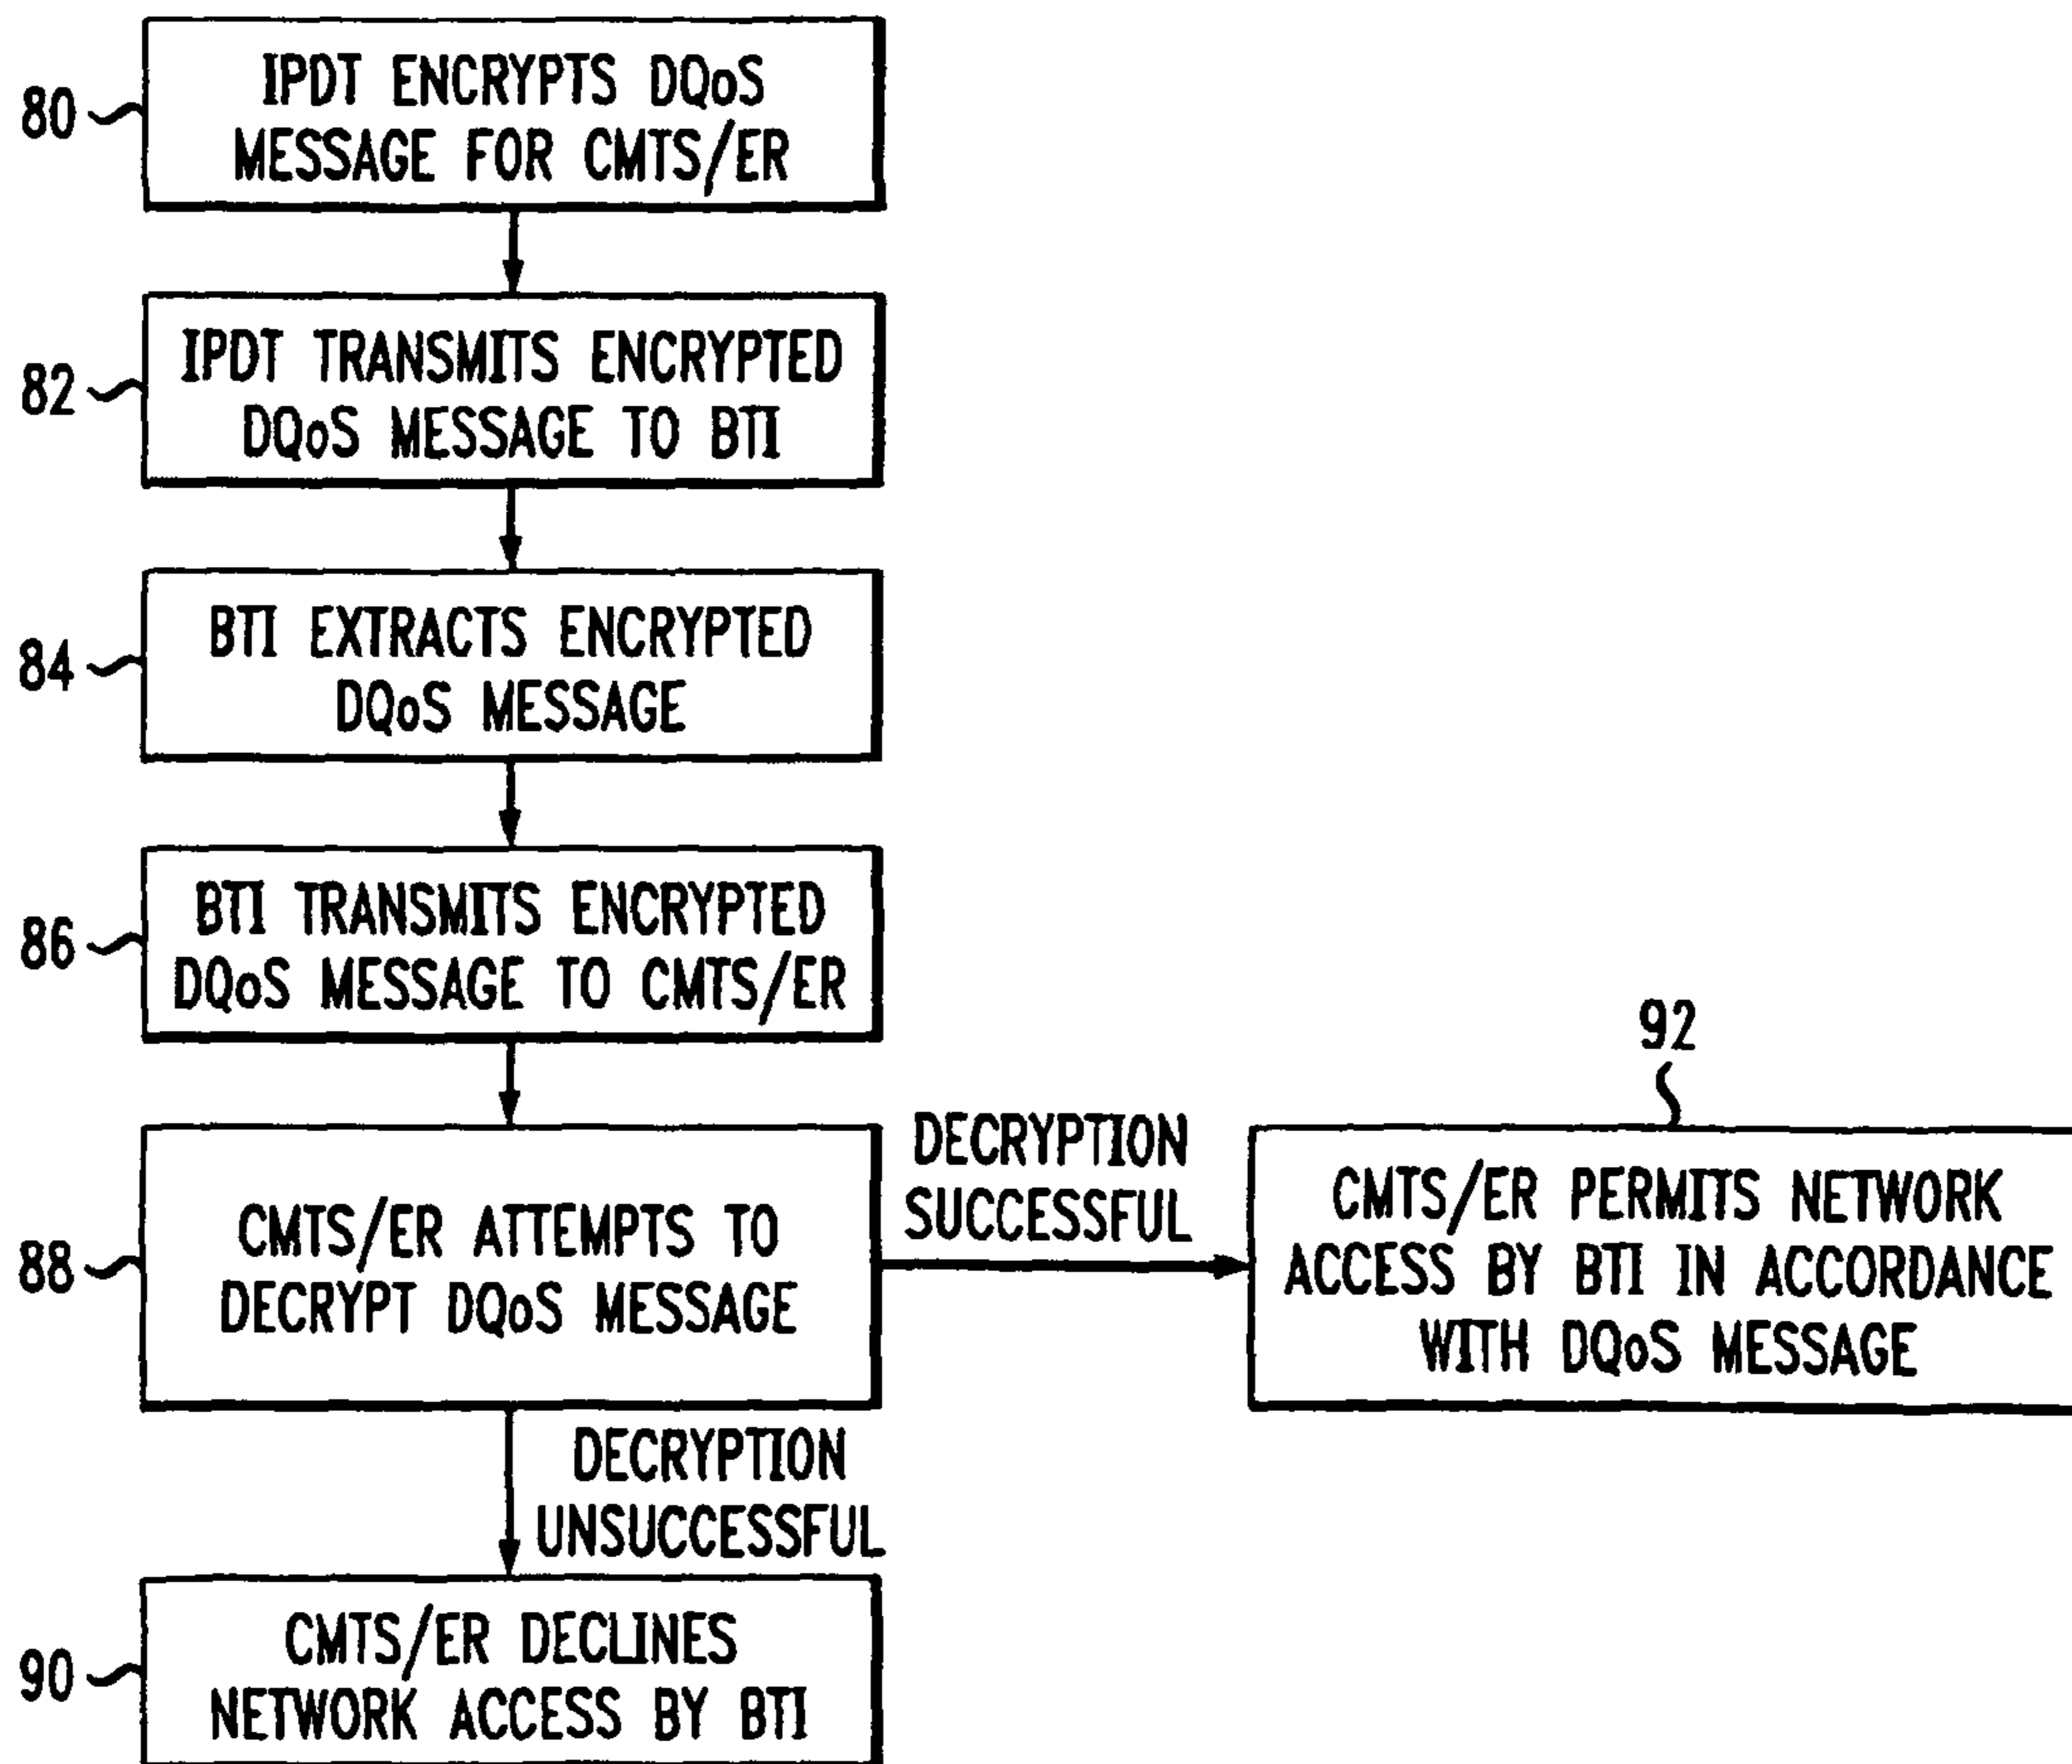 80
IPDT ENCRYPTS DQoS
MESSAGE FOR CMTS/ER
82
IPDT TRANSMITS ENCRYPTED
DQoS MESSAGE TO BTI
84
BTI EXTRACTS ENCRYPTED
DQoS MESSAGE
86
BTI TRANSMITS ENCRYPTED
DQoS MESSAGE TO CMTS/ER
88
CMTS/ER ATTEMPTS TO
DECRYPT DQoS MESSAGE
DECRYPTION
SUCCESSFUL
92
CMTS/ER PERMITS NETWORK
ACCESS BY BTI IN ACCORDANCE
WITH DQoS MESSAGE
DECRYPTION
UNSUCCESSFUL
90
CMTS/ER DECLINES
NETWORK ACCESS BY BTI